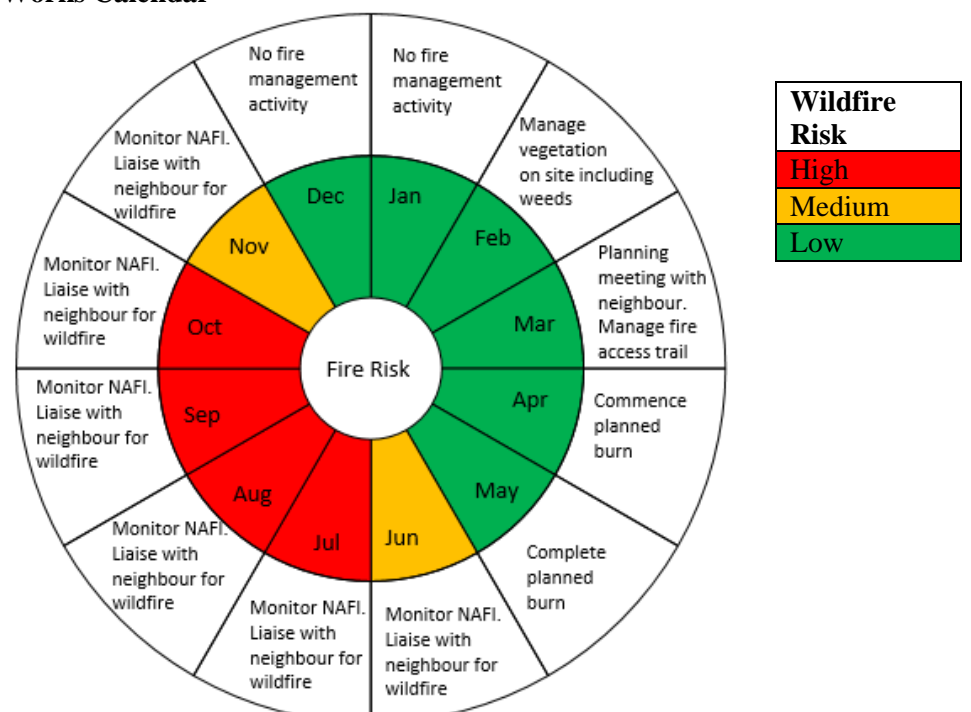 No fire
management
activity
No fire
management
activity
Manage
vegetation
on site including
weeds
Planning
meeting with
neighbour.
Manage fire
access trail
Commence
planned
burn
Complete
planned
burn
Monitor NAFI.
Liaise with
neighbour for
wildfire
Monitor NAFI.
Liaise with
neighbour for
wildfire
Monitor NAFI.
Liaise with
neighbour for
wildfire
Monitor NAFI.
Liaise with
neighbour for
wildfire
Monitor NAFI.
Liaise with
neighbour for
wildfire
Monitor NAFI.
Liaise with
neighbour for
wildfire
Dec
Jan
Feb
Mar
Apr
May
Jun
Jul
Aug
Sep
Oct
Nov
Fire Risk
Wildfire
Risk
High
Medium
Low